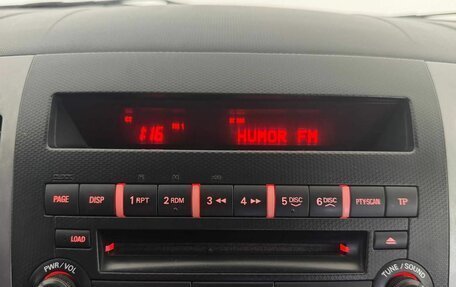 :16 HUMOR FM
PAGE DISP 1 RPT 2 RDM 3 ◀◀ 4 ▶▶ 5 DISC 6 DISC PTY-SCAN TP
LOAD
PWR/VOL TUNE/SOUND